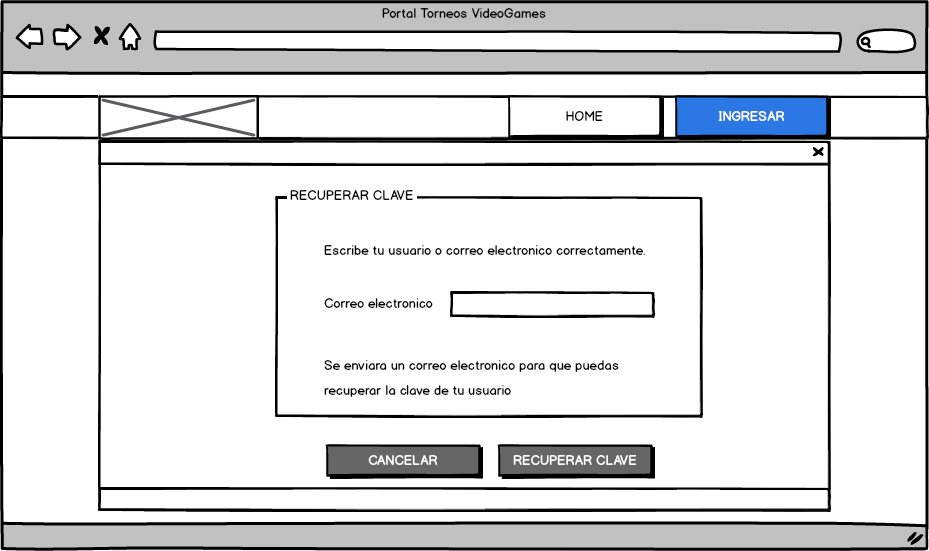 Portal Torneos VideoGames
HOME
INGRESAR
RECUPERAR CLAVE
Escribe tu usuario o correo electronico correctamente.
Correo electronico
Se enviara un correo electronico para que puedas
recuperar la clave de tu usuario
CANCELAR
RECUPERAR CLAVE